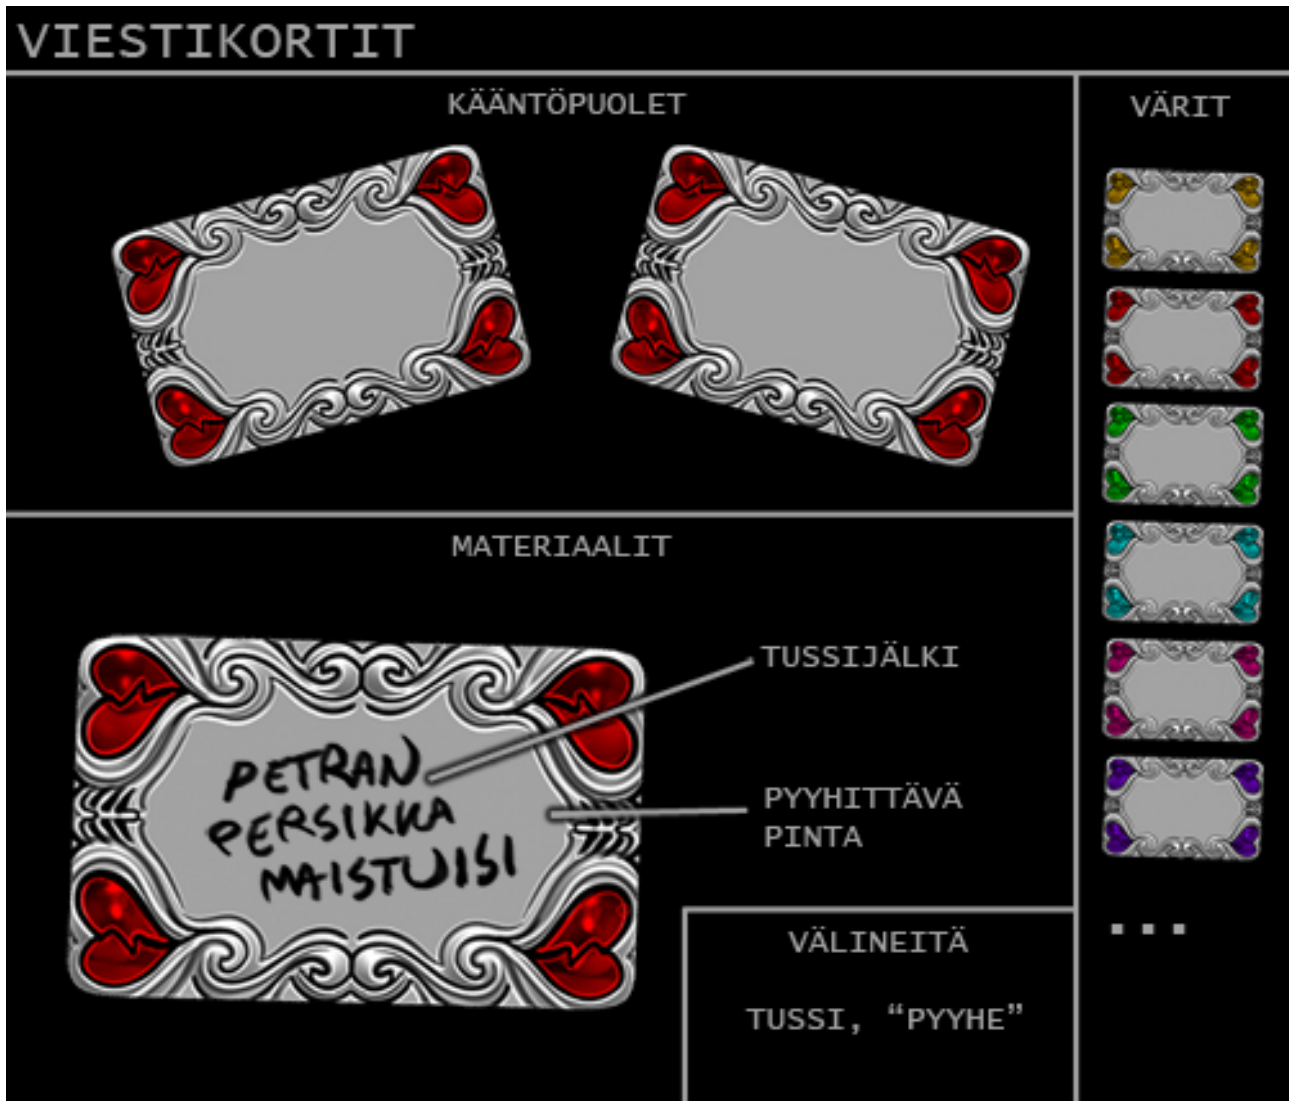 VIESTIKORTIT
KÄÄNTÖPUOLET
VÄRIT
MATERIAALIT
TUSSIJÄLKI
PETRAN
PERSIKKA
MAISTUISI
PYYHITTÄVÄ
PINTA
...
VÄLINEITÄ
TUSSI, “PYYHE”